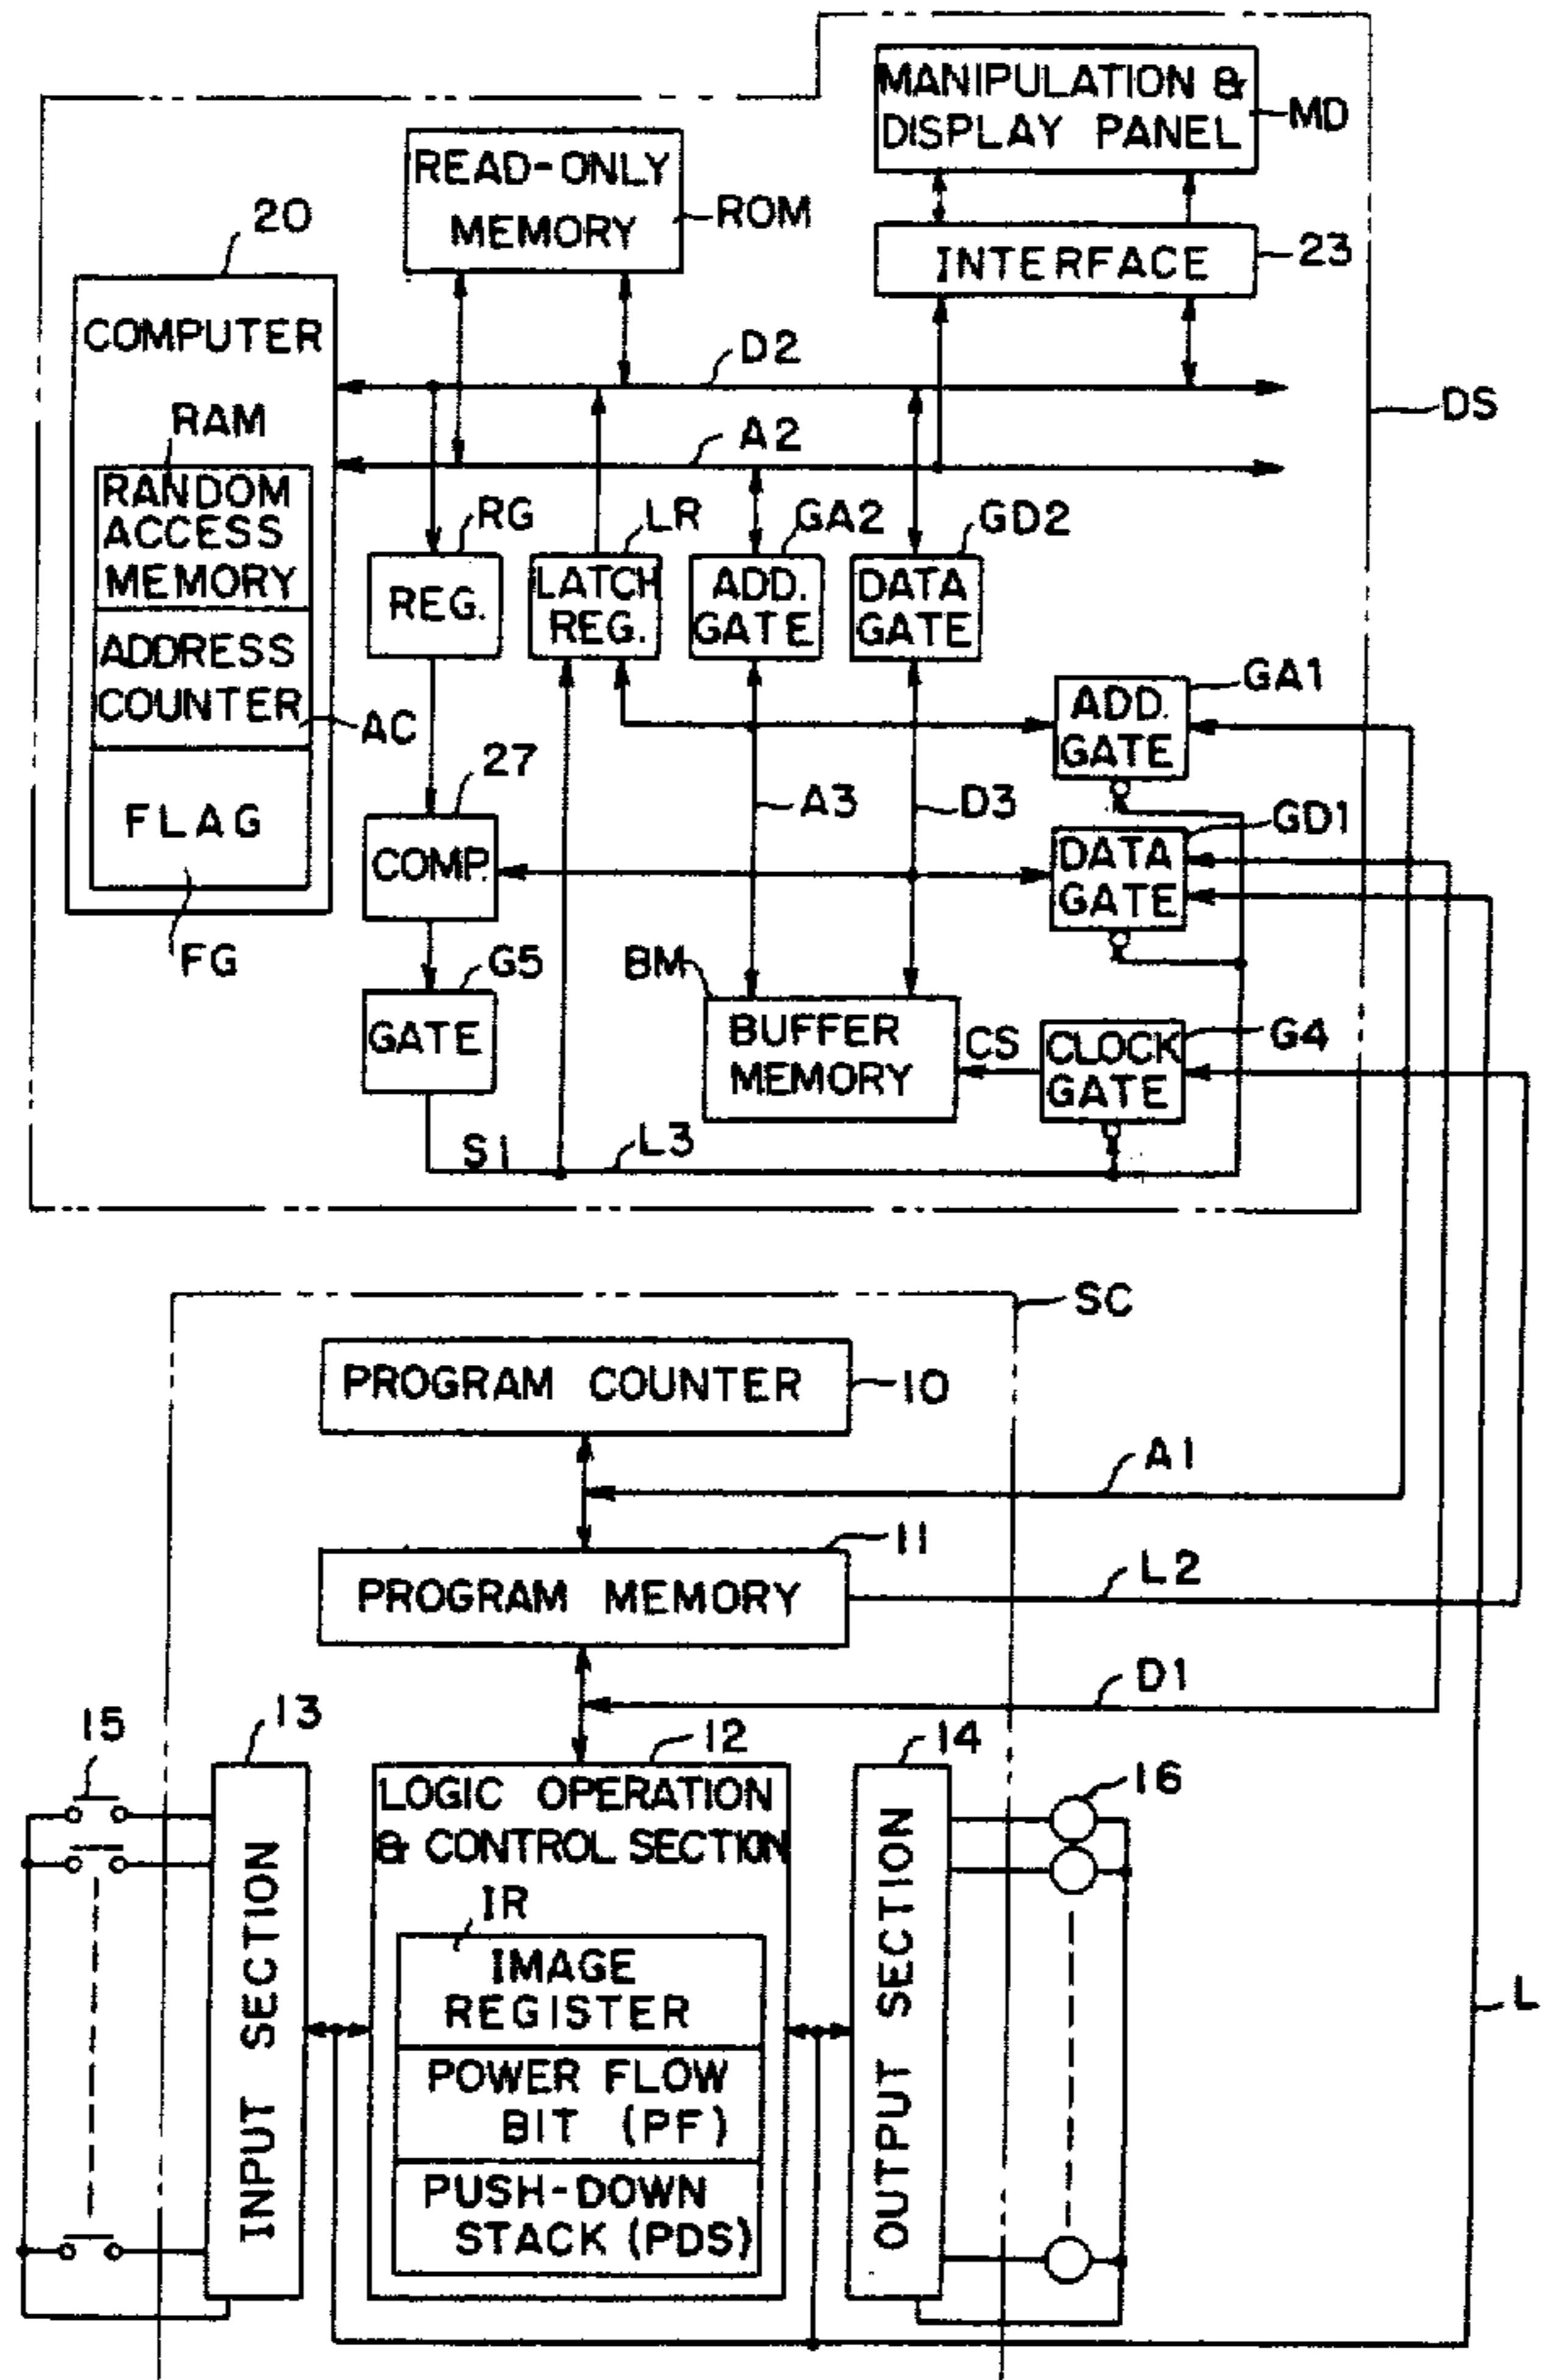 MANIPULATION &
DISPLAY PANEL
MD
READ-ONLY
MEMORY
ROM
INTERFACE
23
20
COMPUTER
D2
DS
A2
RAM
RANDOM
ACCESS
MEMORY
ADDRESS
COUNTER
AC
FLAG
FG
RG
REG.
LR
LATCH
REG.
GA2
ADD.
GATE
GD2
DATA
GATE
GA1
ADD.
GATE
27
COMP.
A3
D3
GD1
DATA
GATE
G5
GATE
BM
BUFFER
MEMORY
CS
CLOCK
GATE
G4
S1
L3
SC
PROGRAM COUNTER
10
A1
11
PROGRAM MEMORY
L2
D1
15
13
INPUT SECTION
12
LOGIC OPERATION
& CONTROL SECTION
IR
IMAGE
REGISTER
POWER FLOW
BIT (PF)
PUSH-DOWN
STACK (PDS)
14
OUTPUT SECTION
16
L